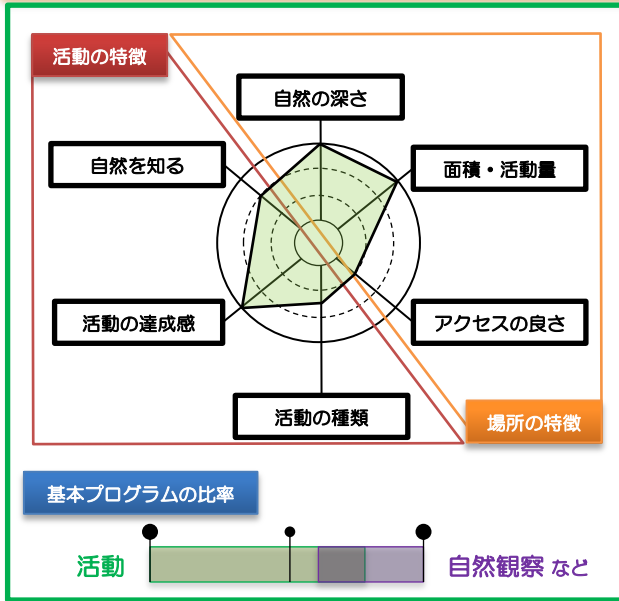 活動の特徴
自然の深さ
自然を知る
面積・活動量
活動の達成感
アクセスの良さ
活動の種類
場所の特徴
基本プログラムの比率
活動
自然観察 など